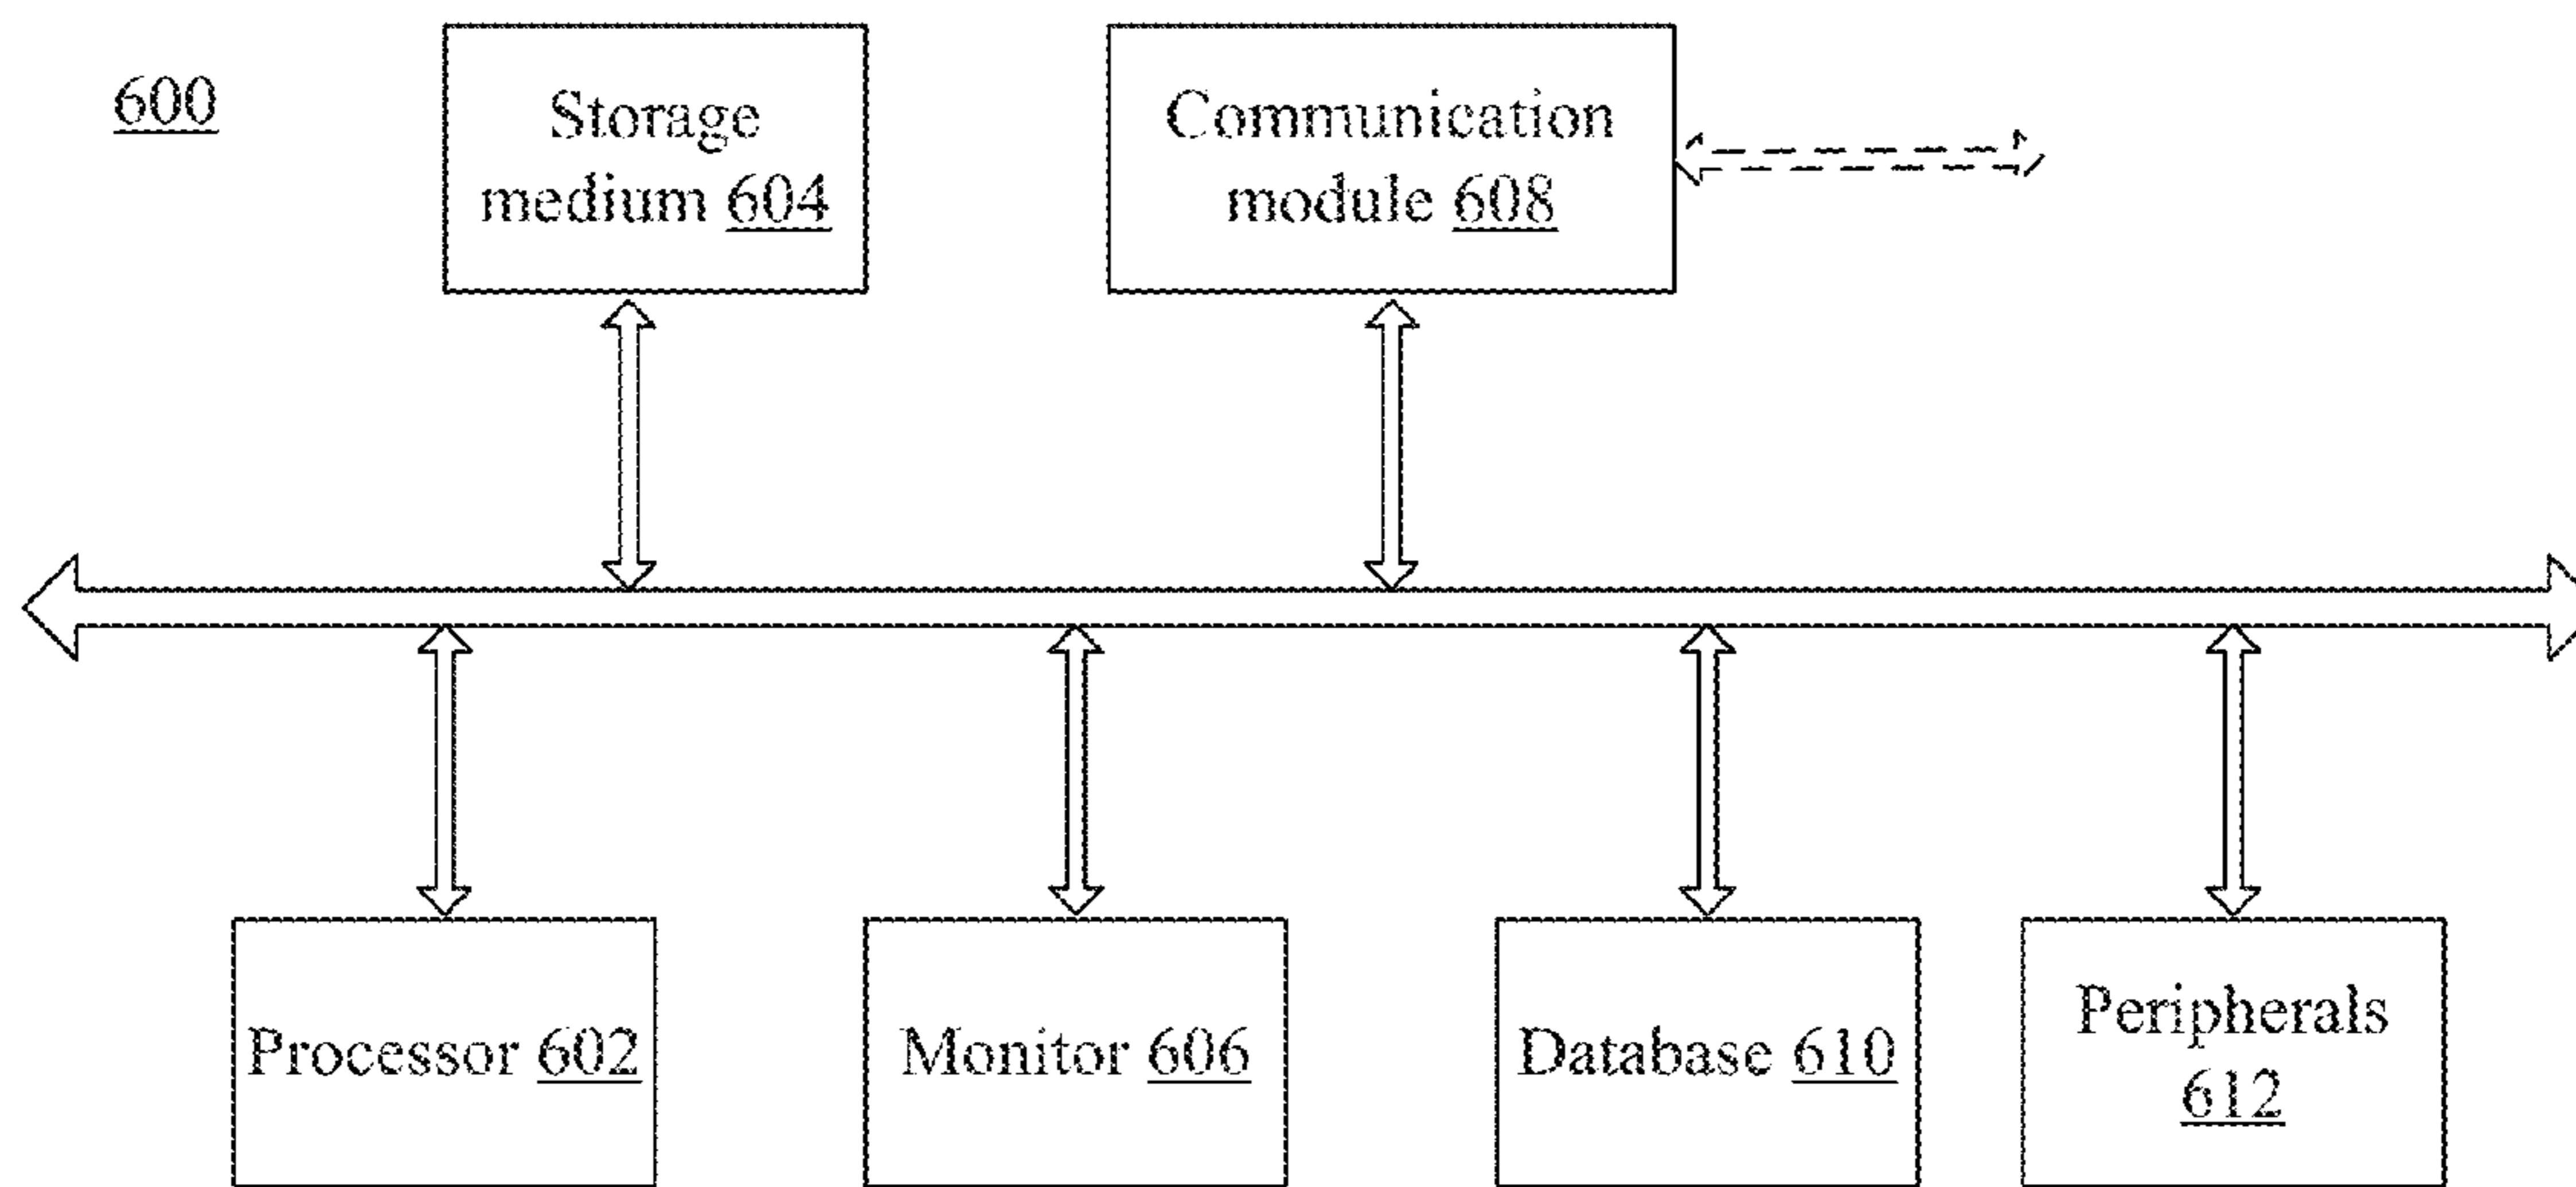 600
Storage
medium 604
Communication
module 608
Processor 602
Monitor 606
Database 610
Peripherals
612